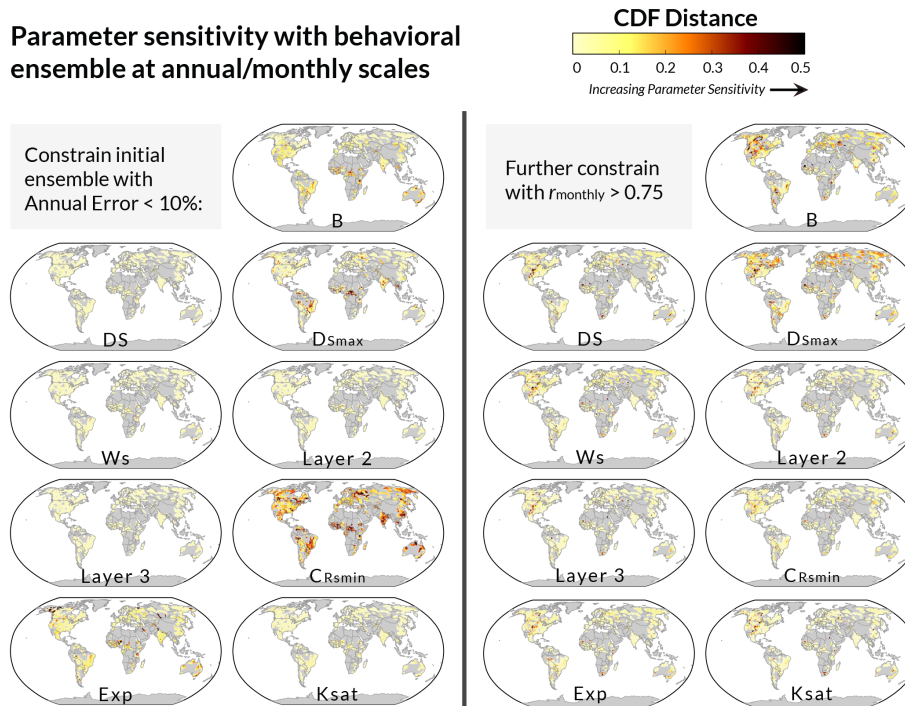 Parameter sensitivity with behavioral
ensemble at annual/monthly scales
CDF Distance
0 0.1 0.2 0.3 0.4 0.5
Increasing Parameter Sensitivity
Constrain initial
ensemble with
Annual Error < 10%:
B
DS
DSmax
Ws
Layer 2
Layer 3
CRsmin
Exp
Ksat
Further constrain
with rmonthly > 0.75
B
DS
DSmax
Ws
Layer 2
Layer 3
CRsmin
Exp
Ksat